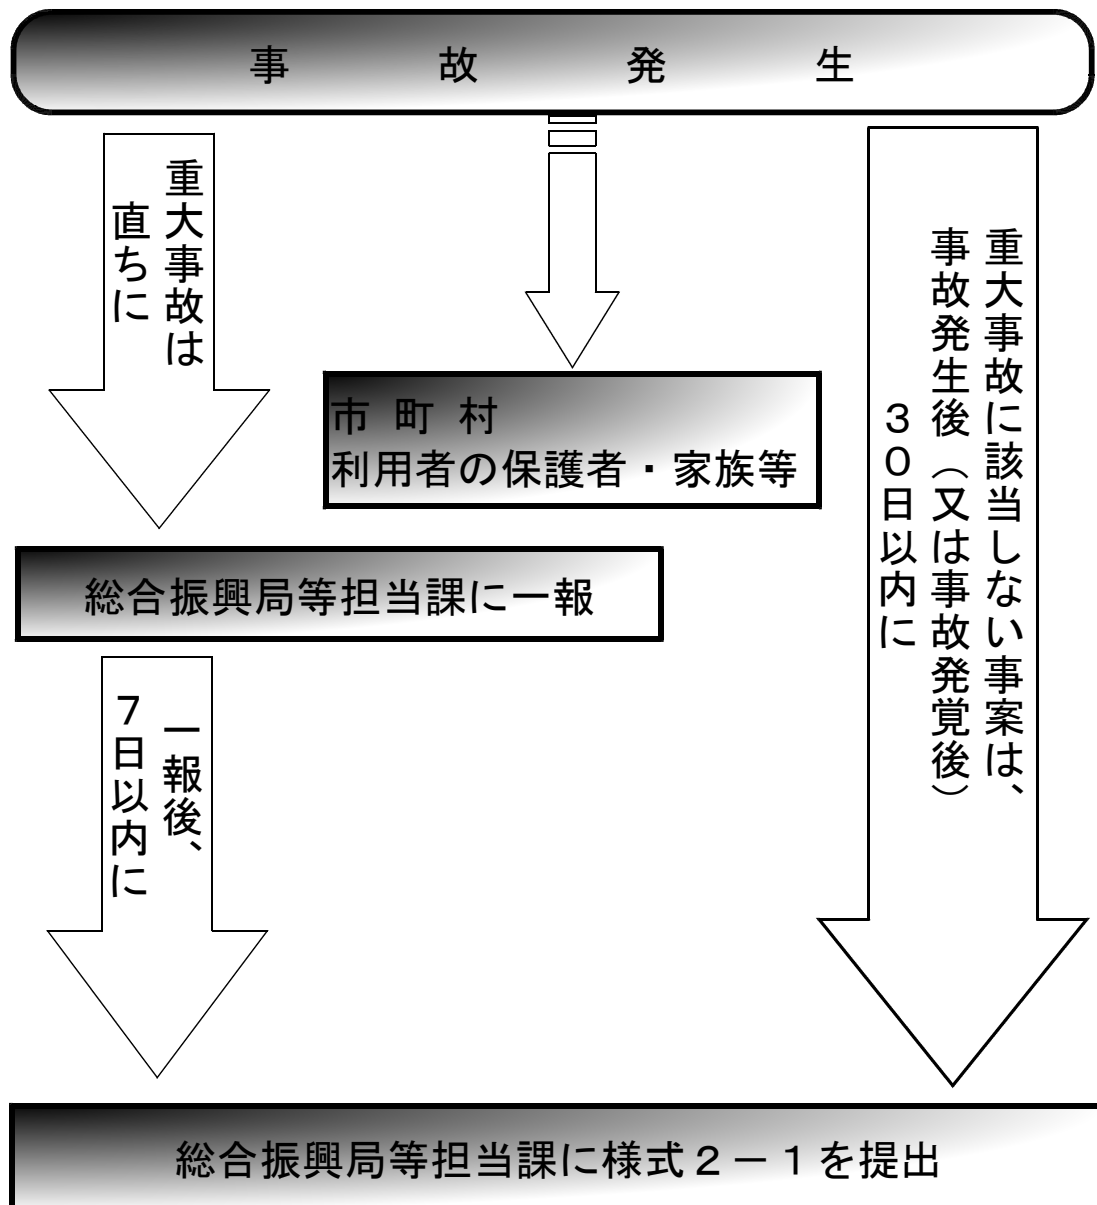 事故発生
重大事故は
直ちに
市町村
利用者の保護者・家族等
重大事故に該当しない事案は、
事故発生後（又は事故発覚後）
３０日以内に
総合振興局等担当課に一報
一報後、
７日以内に
総合振興局等担当課に様式２－１を提出